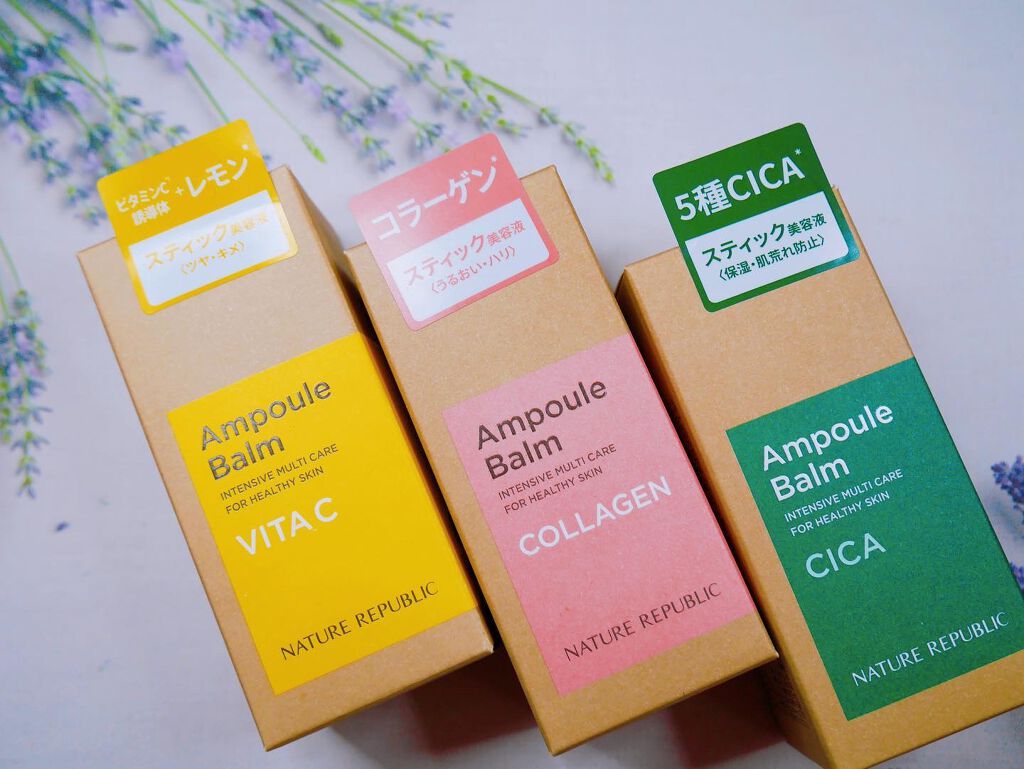 ビタミンC*
誘導体
+レモン*
スティック美容液
〈ツヤ・キメ〉
Ampoule
Balm
INTENSIVE MULTI CARE
FOR HEALTHY SKIN
VITA C
NATURE REPUBLIC
コラーゲン*
スティック美容液
〈うるおい・ハリ〉
Ampoule
Balm
INTENSIVE MULTI CARE
FOR HEALTHY SKIN
COLLAGEN
NATURE REPUBLIC
5種CICA*
スティック美容液
〈保湿・肌荒れ防止〉
Ampoule
Balm
INTENSIVE MULTI CARE
FOR HEALTHY SKIN
CICA
NATURE REPUBLIC